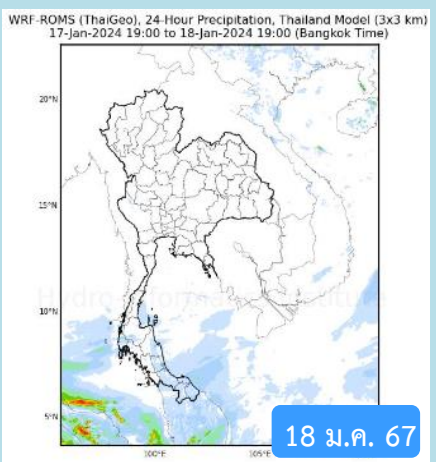 WRF-ROMS (ThaiGeo), 24-Hour Precipitation, Thailand Model (3x3 km)
17-Jan-2024 19:00 to 18-Jan-2024 19:00 (Bangkok Time)
20°N
15°N
10°N
5°N
100°E
105°E
18 ม.ค. 67